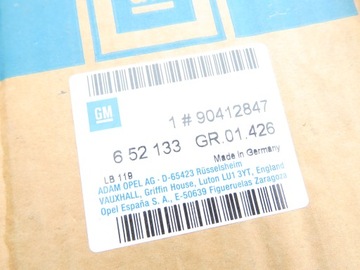 GM
1 # 90412847
6 52 133 GR.01.426
Made in Germany
LB 119
ADAM OPEL AG - D-65423 Rüsselsheim
VAUXHALL, Griffin House, Luton LU1 3YT, England
Opel España S. A., E-50639 Figueruelas Zaragoza